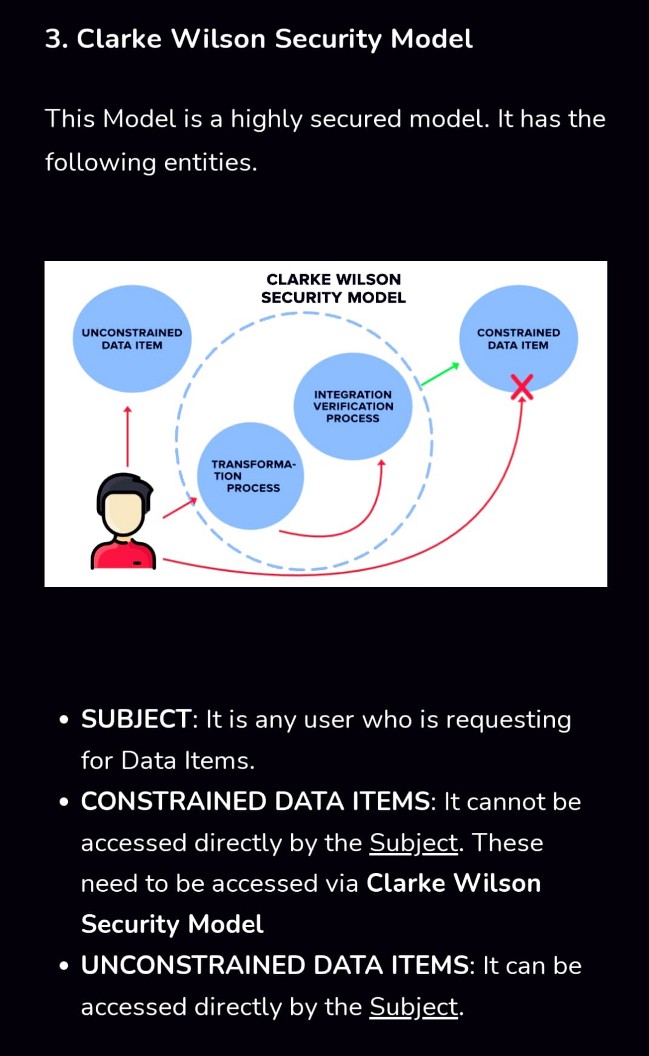 3. Clarke Wilson Security Model
This Model is a highly secured model. It has the
following entities.
CLARKE WILSON
SECURITY MODEL
UNCONSTRAINED
DATA ITEM
CONSTRAINED
DATA ITEM
INTEGRATION
VERIFICATION
PROCESS
TRANSFORMA-
TION
PROCESS
• SUBJECT: It is any user who is requesting
for Data Items.
• CONSTRAINED DATA ITEMS: It cannot be
accessed directly by the Subject. These
need to be accessed via Clarke Wilson
Security Model
• UNCONSTRAINED DATA ITEMS: It can be
accessed directly by the Subject.